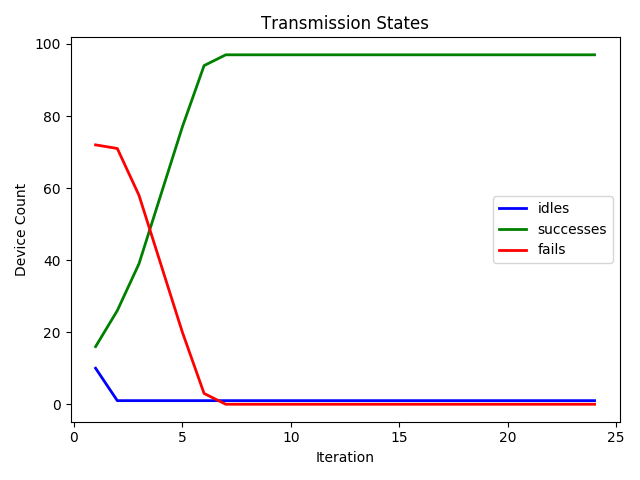 Transmission States
100
80
60
40
20
0
Device Count
idles
successes
fails
0 5 10 15 20 25
Iteration